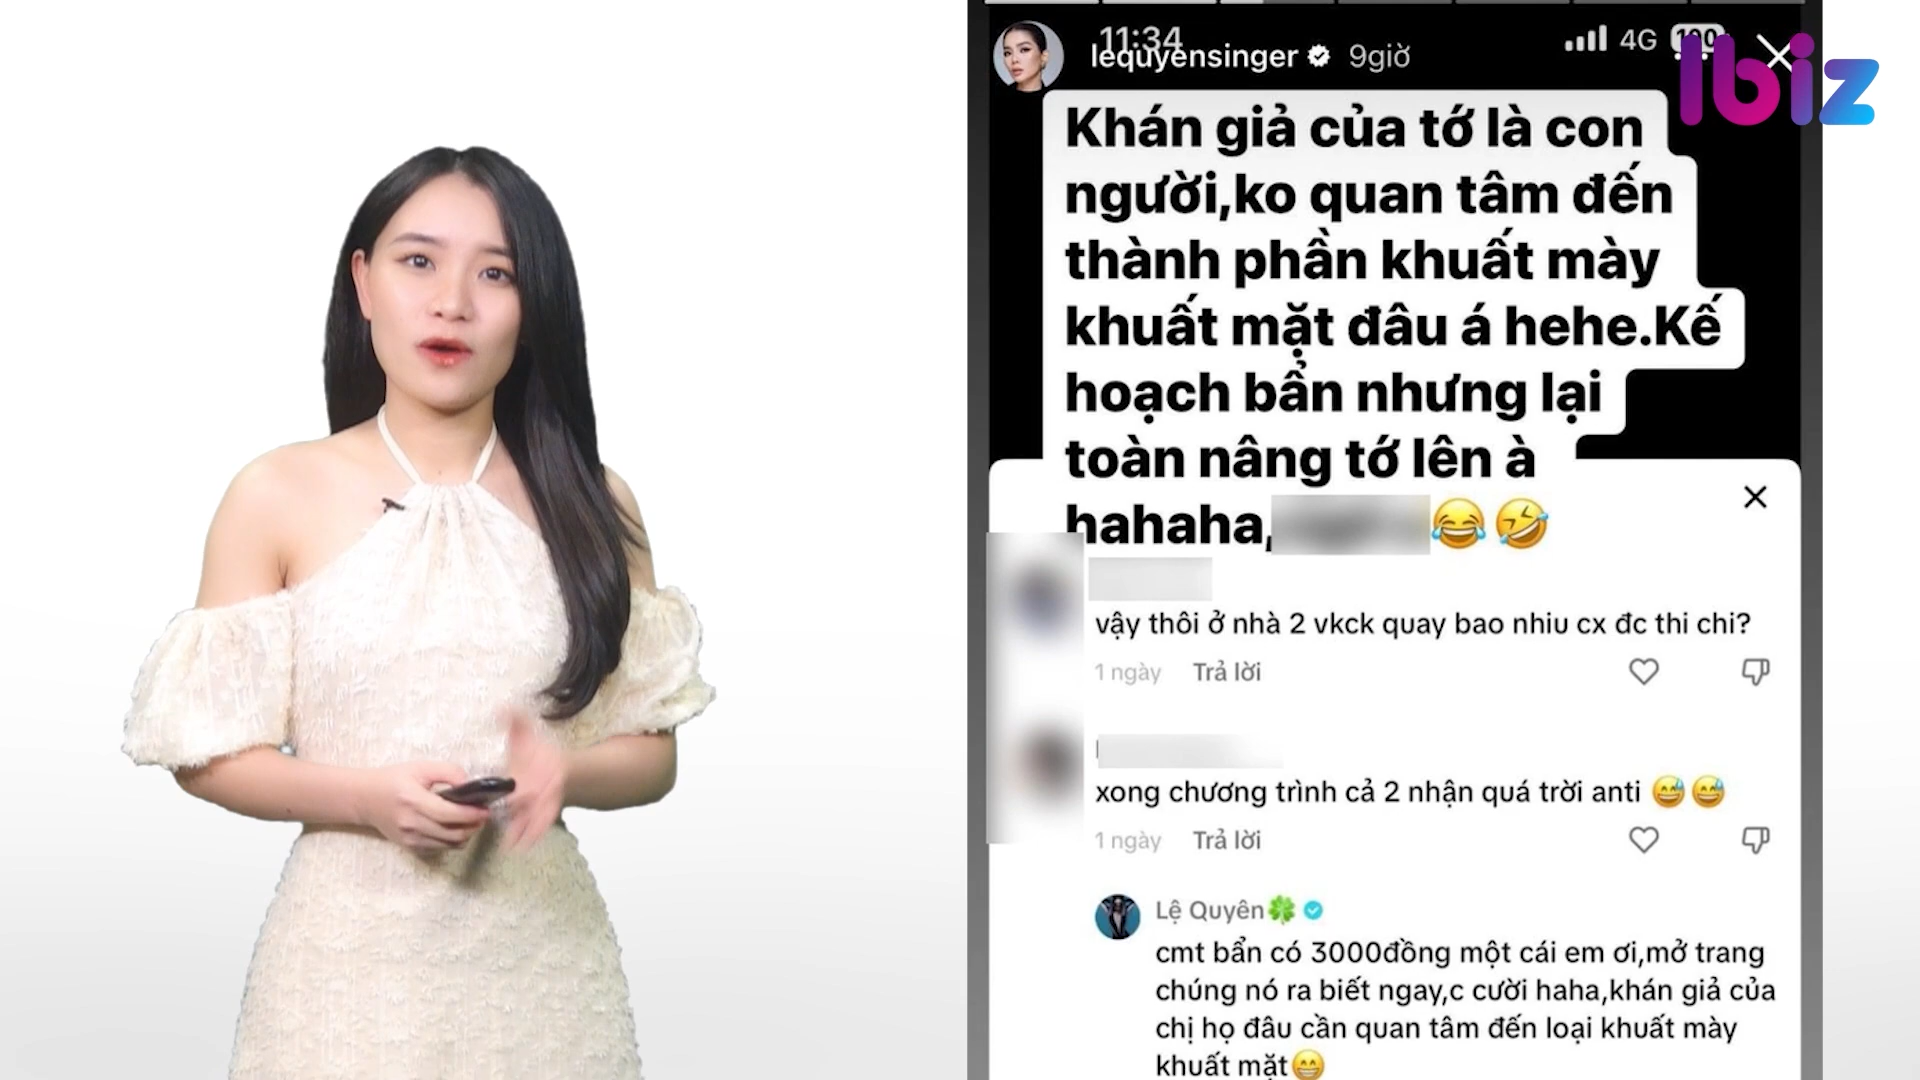 11:34
4G
100
lequyensinger 9giờ
Ibiz
Khán giả của tớ là con
người,ko quan tâm đến
thành phần khuất mày
khuất mặt đâu á hehe.Kế
hoạch bẩn nhưng lại
toàn nâng tớ lên à
hahaha, 😂🤣
vậy thôi ở nhà 2 vkck quay bao nhiu cx đc thi chi?
1 ngày Trả lời
xong chương trình cả 2 nhận quá trời anti 😅😅
1 ngày Trả lời
Lệ Quyên🍀
cmt bẩn có 3000đồng một cái em ơi,mở trang
chúng nó ra biết ngay,c cười haha,khán giả của
chị họ đâu cần quan tâm đến loại khuất mày
khuất mặt😁